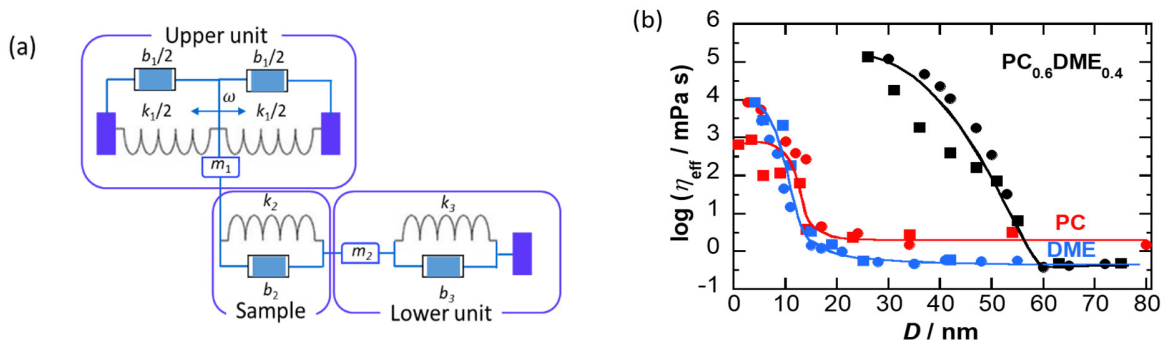 (a)
Upper unit
b1/2
b1/2
k1/2
ω
k1/2
m1
k2
k3
m2
b2
b3
Sample
Lower unit
(b)
log (ηeff / mPa s)
6
5
4
3
2
1
0
-1
PC0.6DME0.4
PC
DME
0 10 20 30 40 50 60 70 80
D / nm